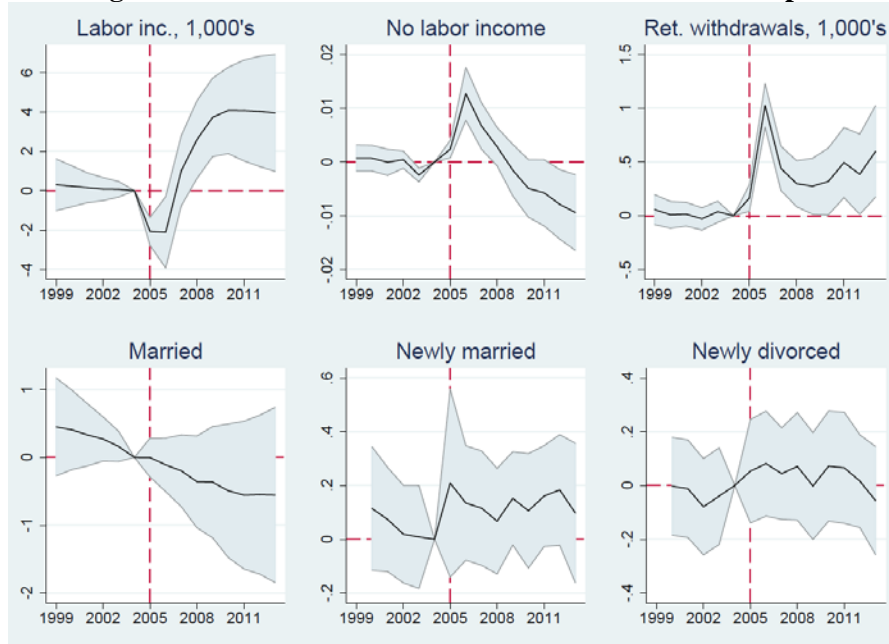 Labor inc., 1,000's
6
4
2
0
-2
-4
1999 2002 2005 2008 2011
No labor income
.02
.01
0
-.01
-.02
1999 2002 2005 2008 2011
Ret. withdrawals, 1,000's
1.5
1
.5
0
-.5
1999 2002 2005 2008 2011
Married
1
0
-1
-2
1999 2002 2005 2008 2011
Newly married
.6
.4
.2
0
-.2
1999 2002 2005 2008 2011
Newly divorced
.4
.2
0
-.2
-.4
1999 2002 2005 2008 2011